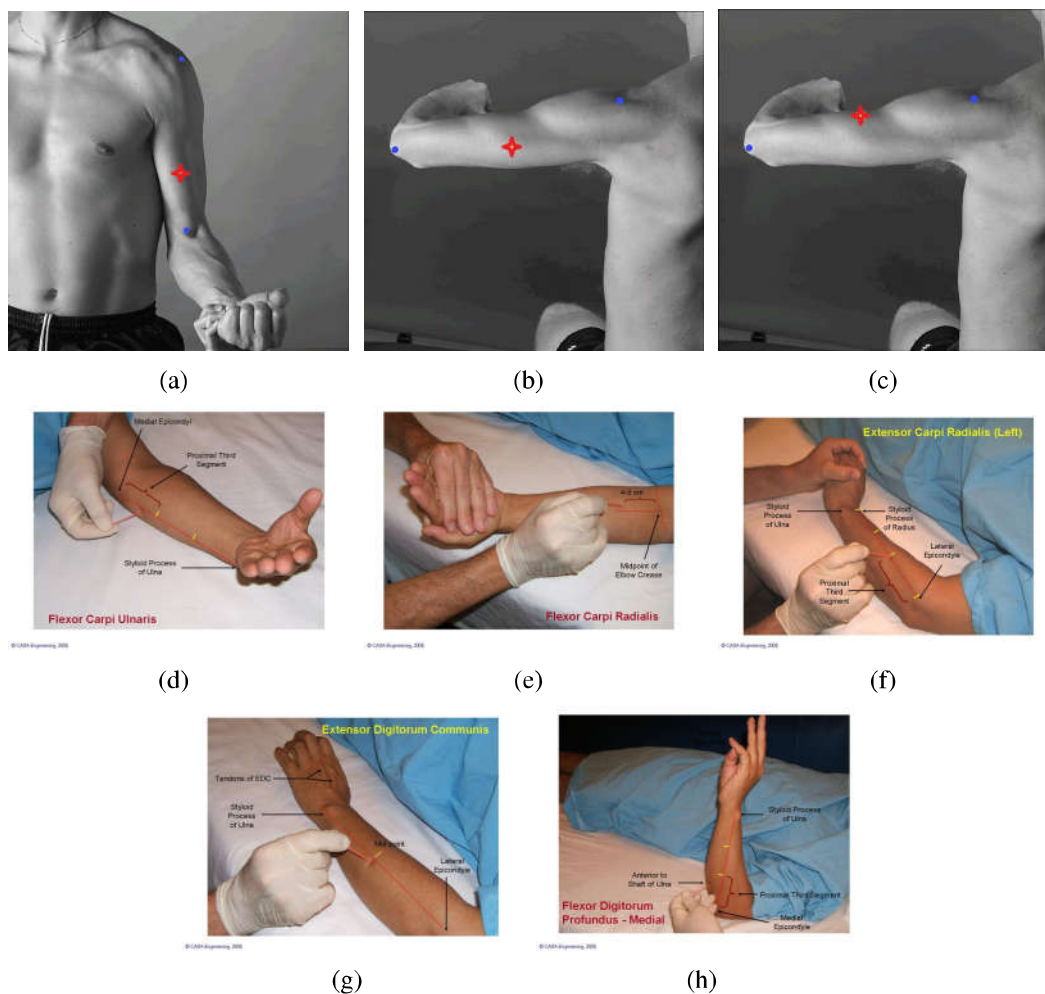 (a)
(b)
(c)
Medial Epicondyl
Proximal Third
Segment
Styloid Process
of Ulna
Flexor Carpi Ulnaris
4-5 cm
Midpoint of
Elbow Crease
Flexor Carpi Radialis
Extensor Carpi Radialis (Left)
Styloid
Process
of Ulna
Styloid
Process
of Radius
Lateral
Epicondyle
Proximal
Third
Segment
(d)
(e)
(f)
Extensor Digitorum Communis
Tendons of EDC
Styloid
Process
of Ulna
Mid point
Lateral
Epicondyle
Styloid Process
of Ulna
Anterior to
Shaft of Ulna
Proximal Third Segment
Flexor Digitorum
Profundus - Medial
Medial
Epicondyle
(g)
(h)